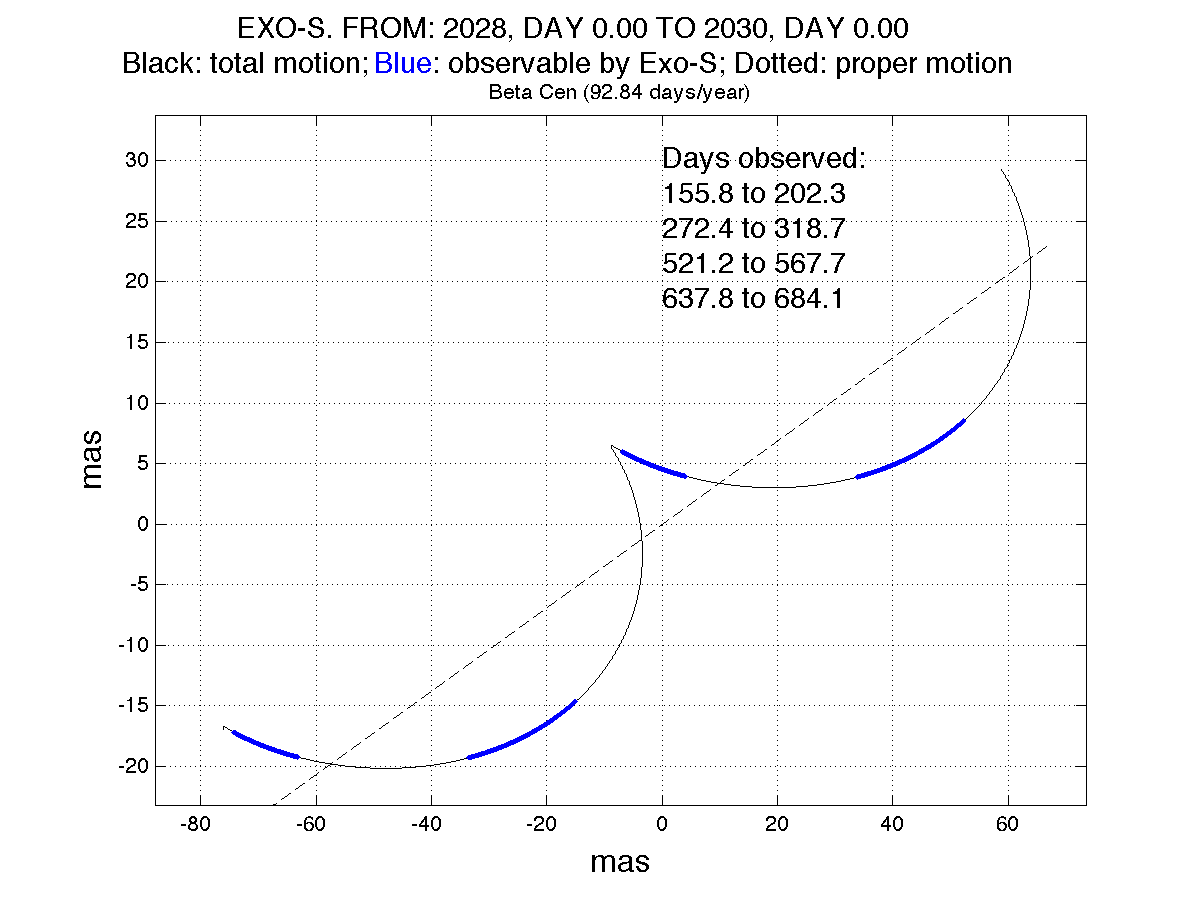 EXO-S. FROM: 2028, DAY 0.00 TO 2030, DAY 0.00
Black: total motion; Blue: observable by Exo-S; Dotted: proper motion
Beta Cen (92.84 days/year)
Days observed:
155.8 to 202.3
272.4 to 318.7
521.2 to 567.7
637.8 to 684.1
30
25
20
15
10
5
0
-5
-10
-15
-20
mas
-80 -60 -40 -20 0 20 40 60
mas